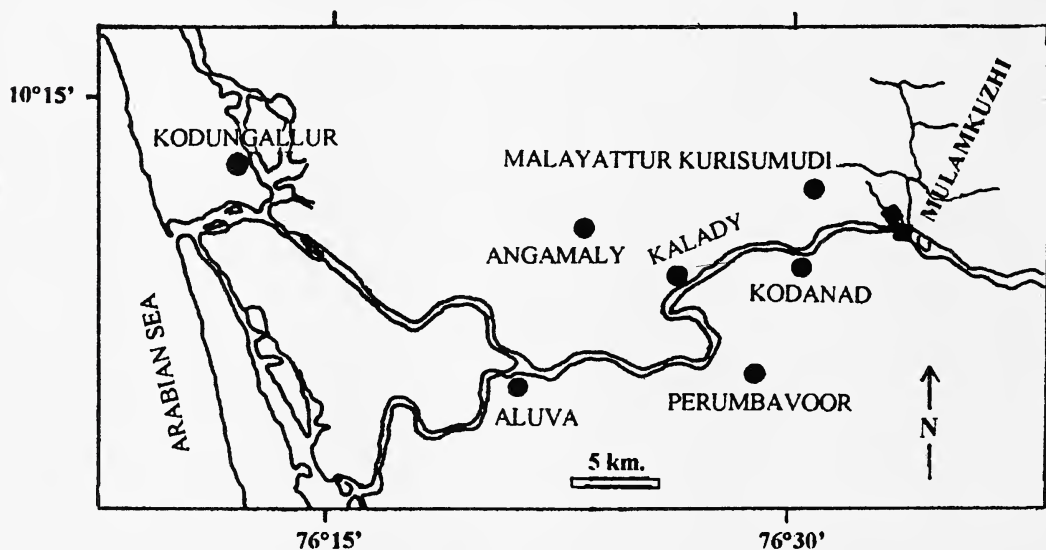 10°15'
KODUNGALLUR
MALAYATTUR KURISUMUDI
MULAMKUZHI
ANGAMALY
KALADY
KODANAD
ARABIAN SEA
ALUVA
PERUMBAVOOR
N
5 km.
76°15'
76°30'